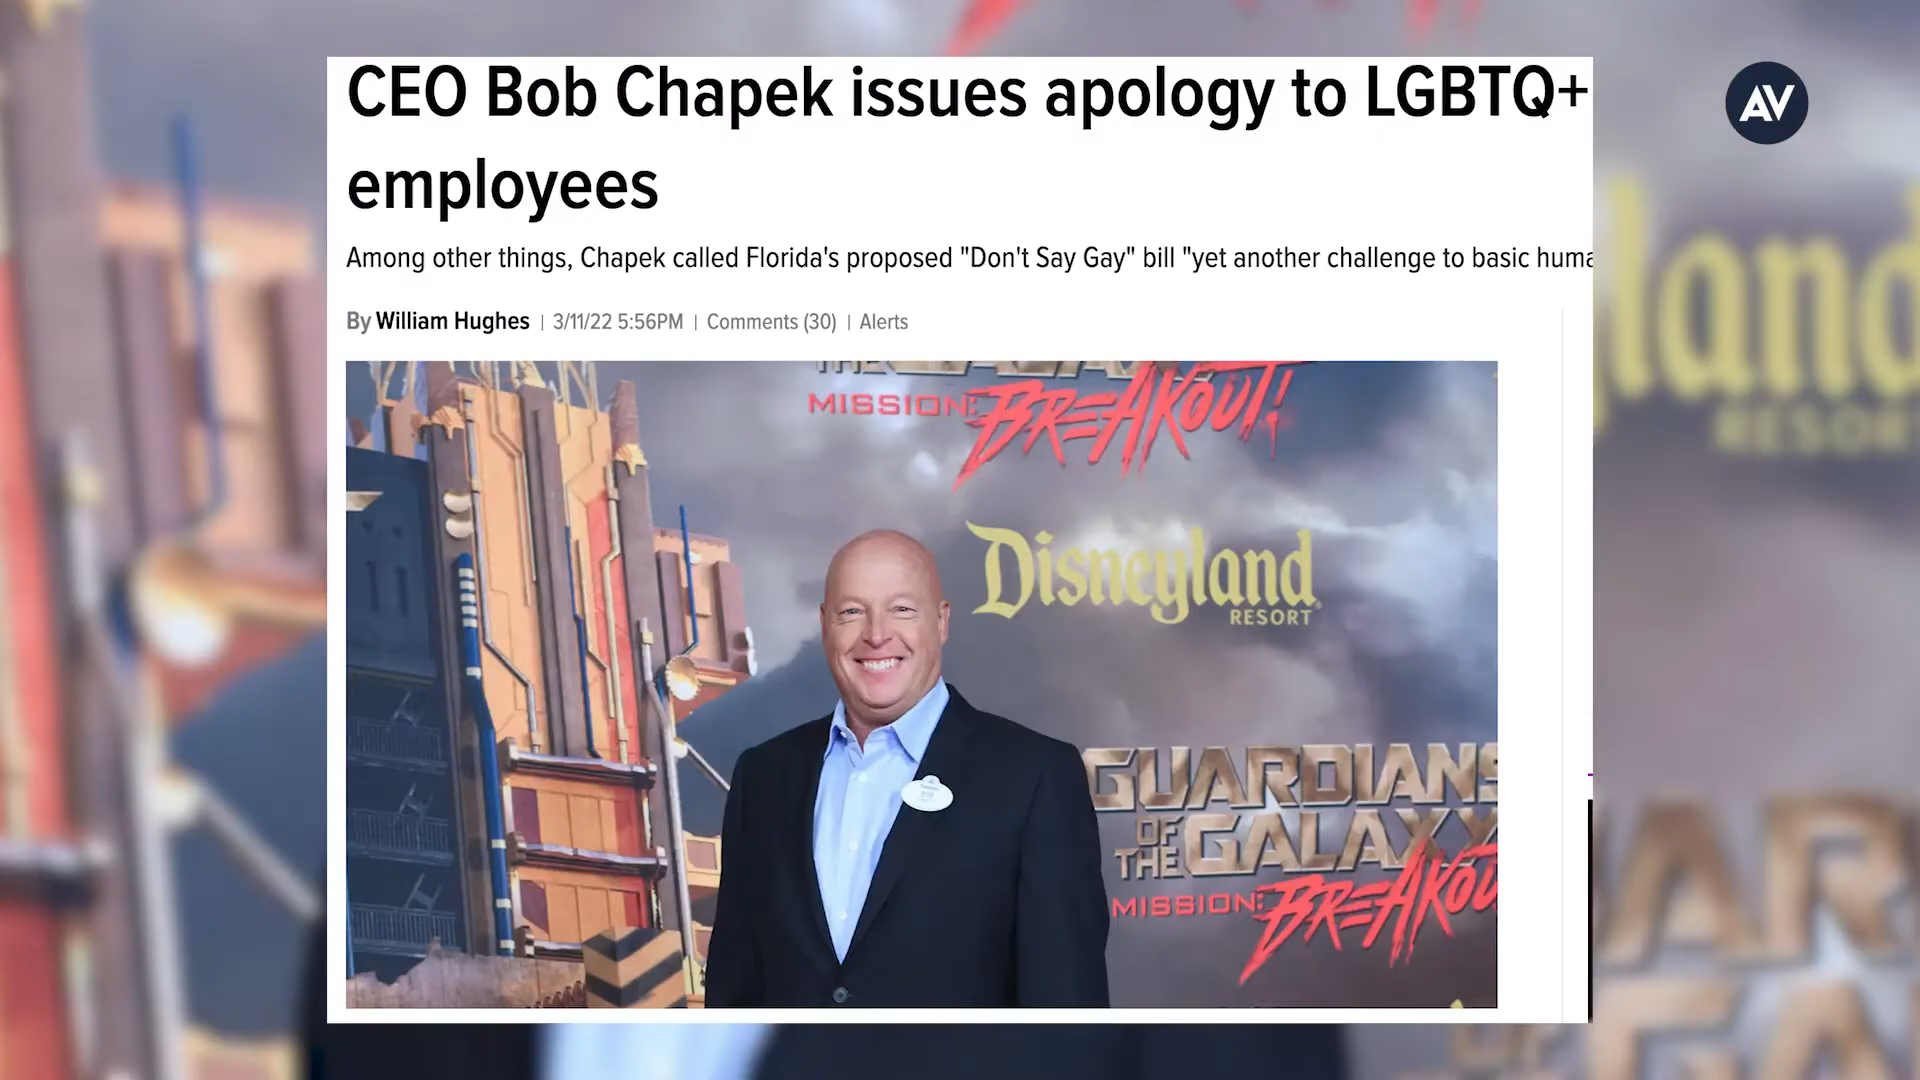 CEO Bob Chapek issues apology to LGBTQ+
employees
Among other things, Chapek called Florida's proposed "Don't Say Gay" bill "yet another challenge to basic huma
By William Hughes | 3/11/22 5:56PM | Comments (30) | Alerts
MISSION: BREAKOUT!
Disneyland
RESORT
GUARDIANS
OF THE GALAXY
MISSION: BREAKOU
AV
land
RESOR